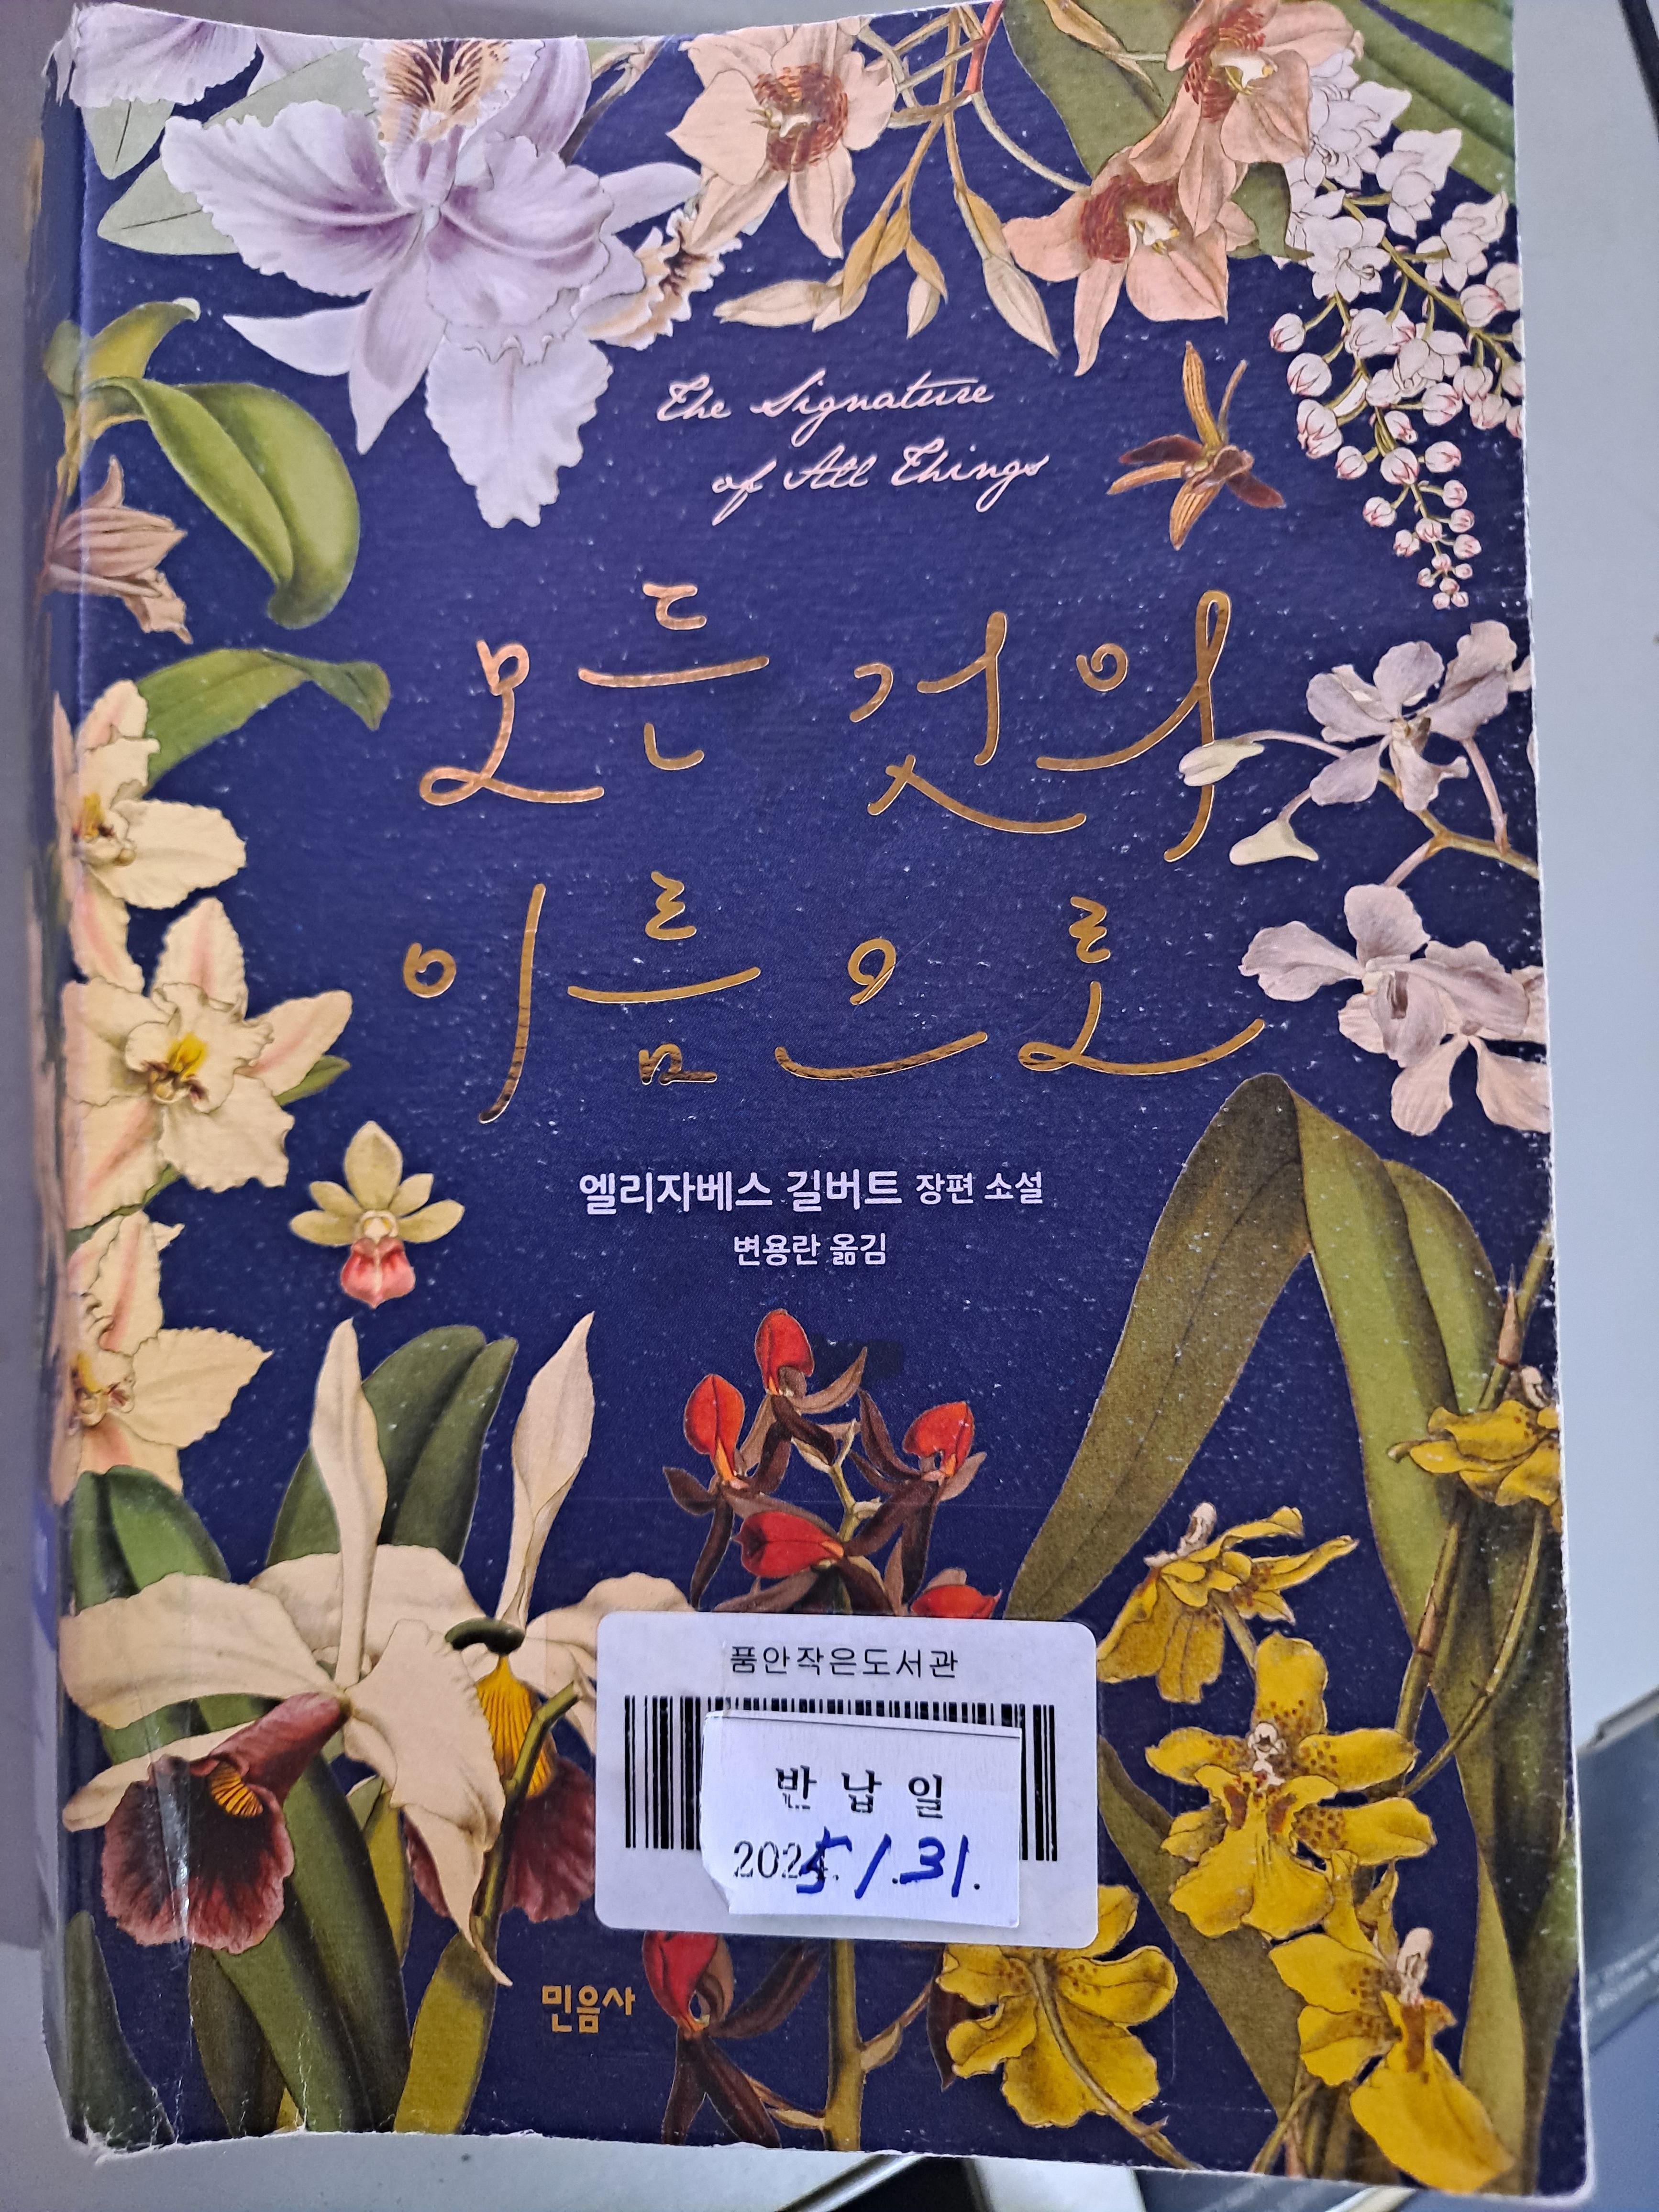 The Signature
of All Things
모든 것의
이름으로
엘리자베스 길버트 장편 소설
변용란 옮김
품안작은도서관
반 납 일
2025/.31.
민음사